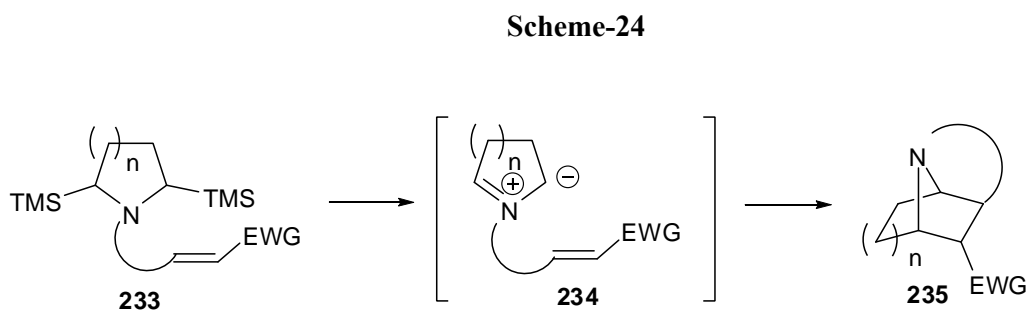 Scheme-24
( ) n
TMS
N
TMS
EWG
233
( ) n
+
−
N
EWG
234
N
( ) n
EWG
235